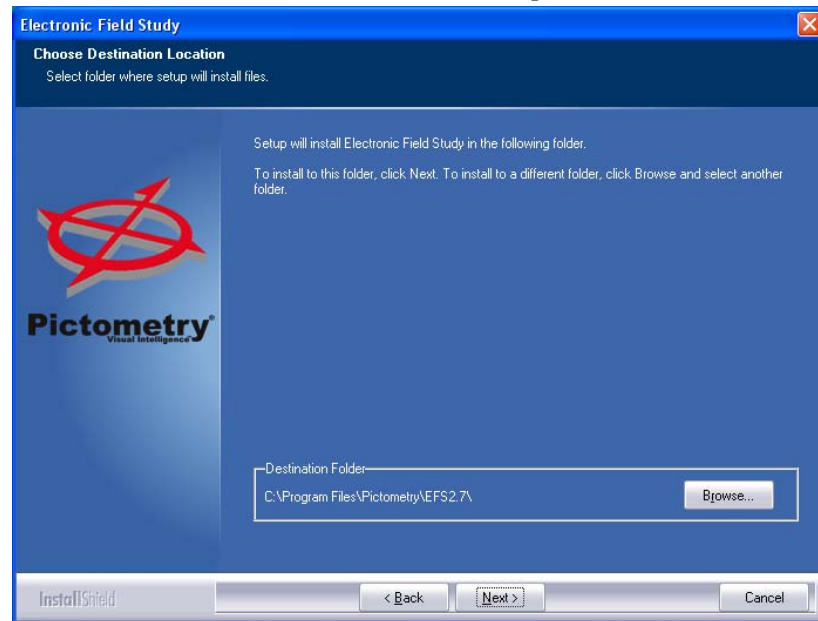 Electronic Field Study
Choose Destination Location
Select folder where setup will install files.
Setup will install Electronic Field Study in the following folder.
To install to this folder, click Next. To install to a different folder, click Browse and select another
folder.
Pictometry®
Visual Intelligence
Destination Folder
C:\Program Files\Pictometry\EFS2.7\
Browse...
InstallShield
< Back
Next >
Cancel